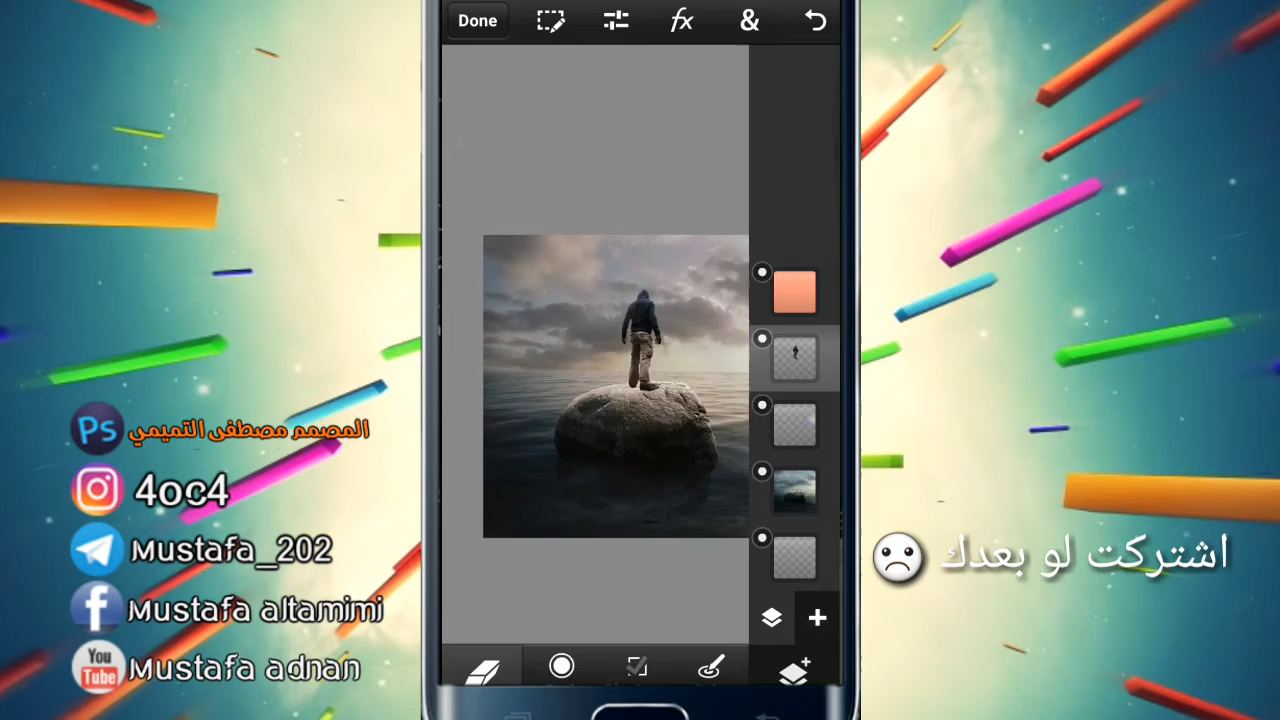 Done
fx
&
Ps
المصمم مصطفى التميمي
4oc4
Mustafa_202
Mustafa altamimi
You
Tube
Mustafa adnan
اشتركت لو بعدك